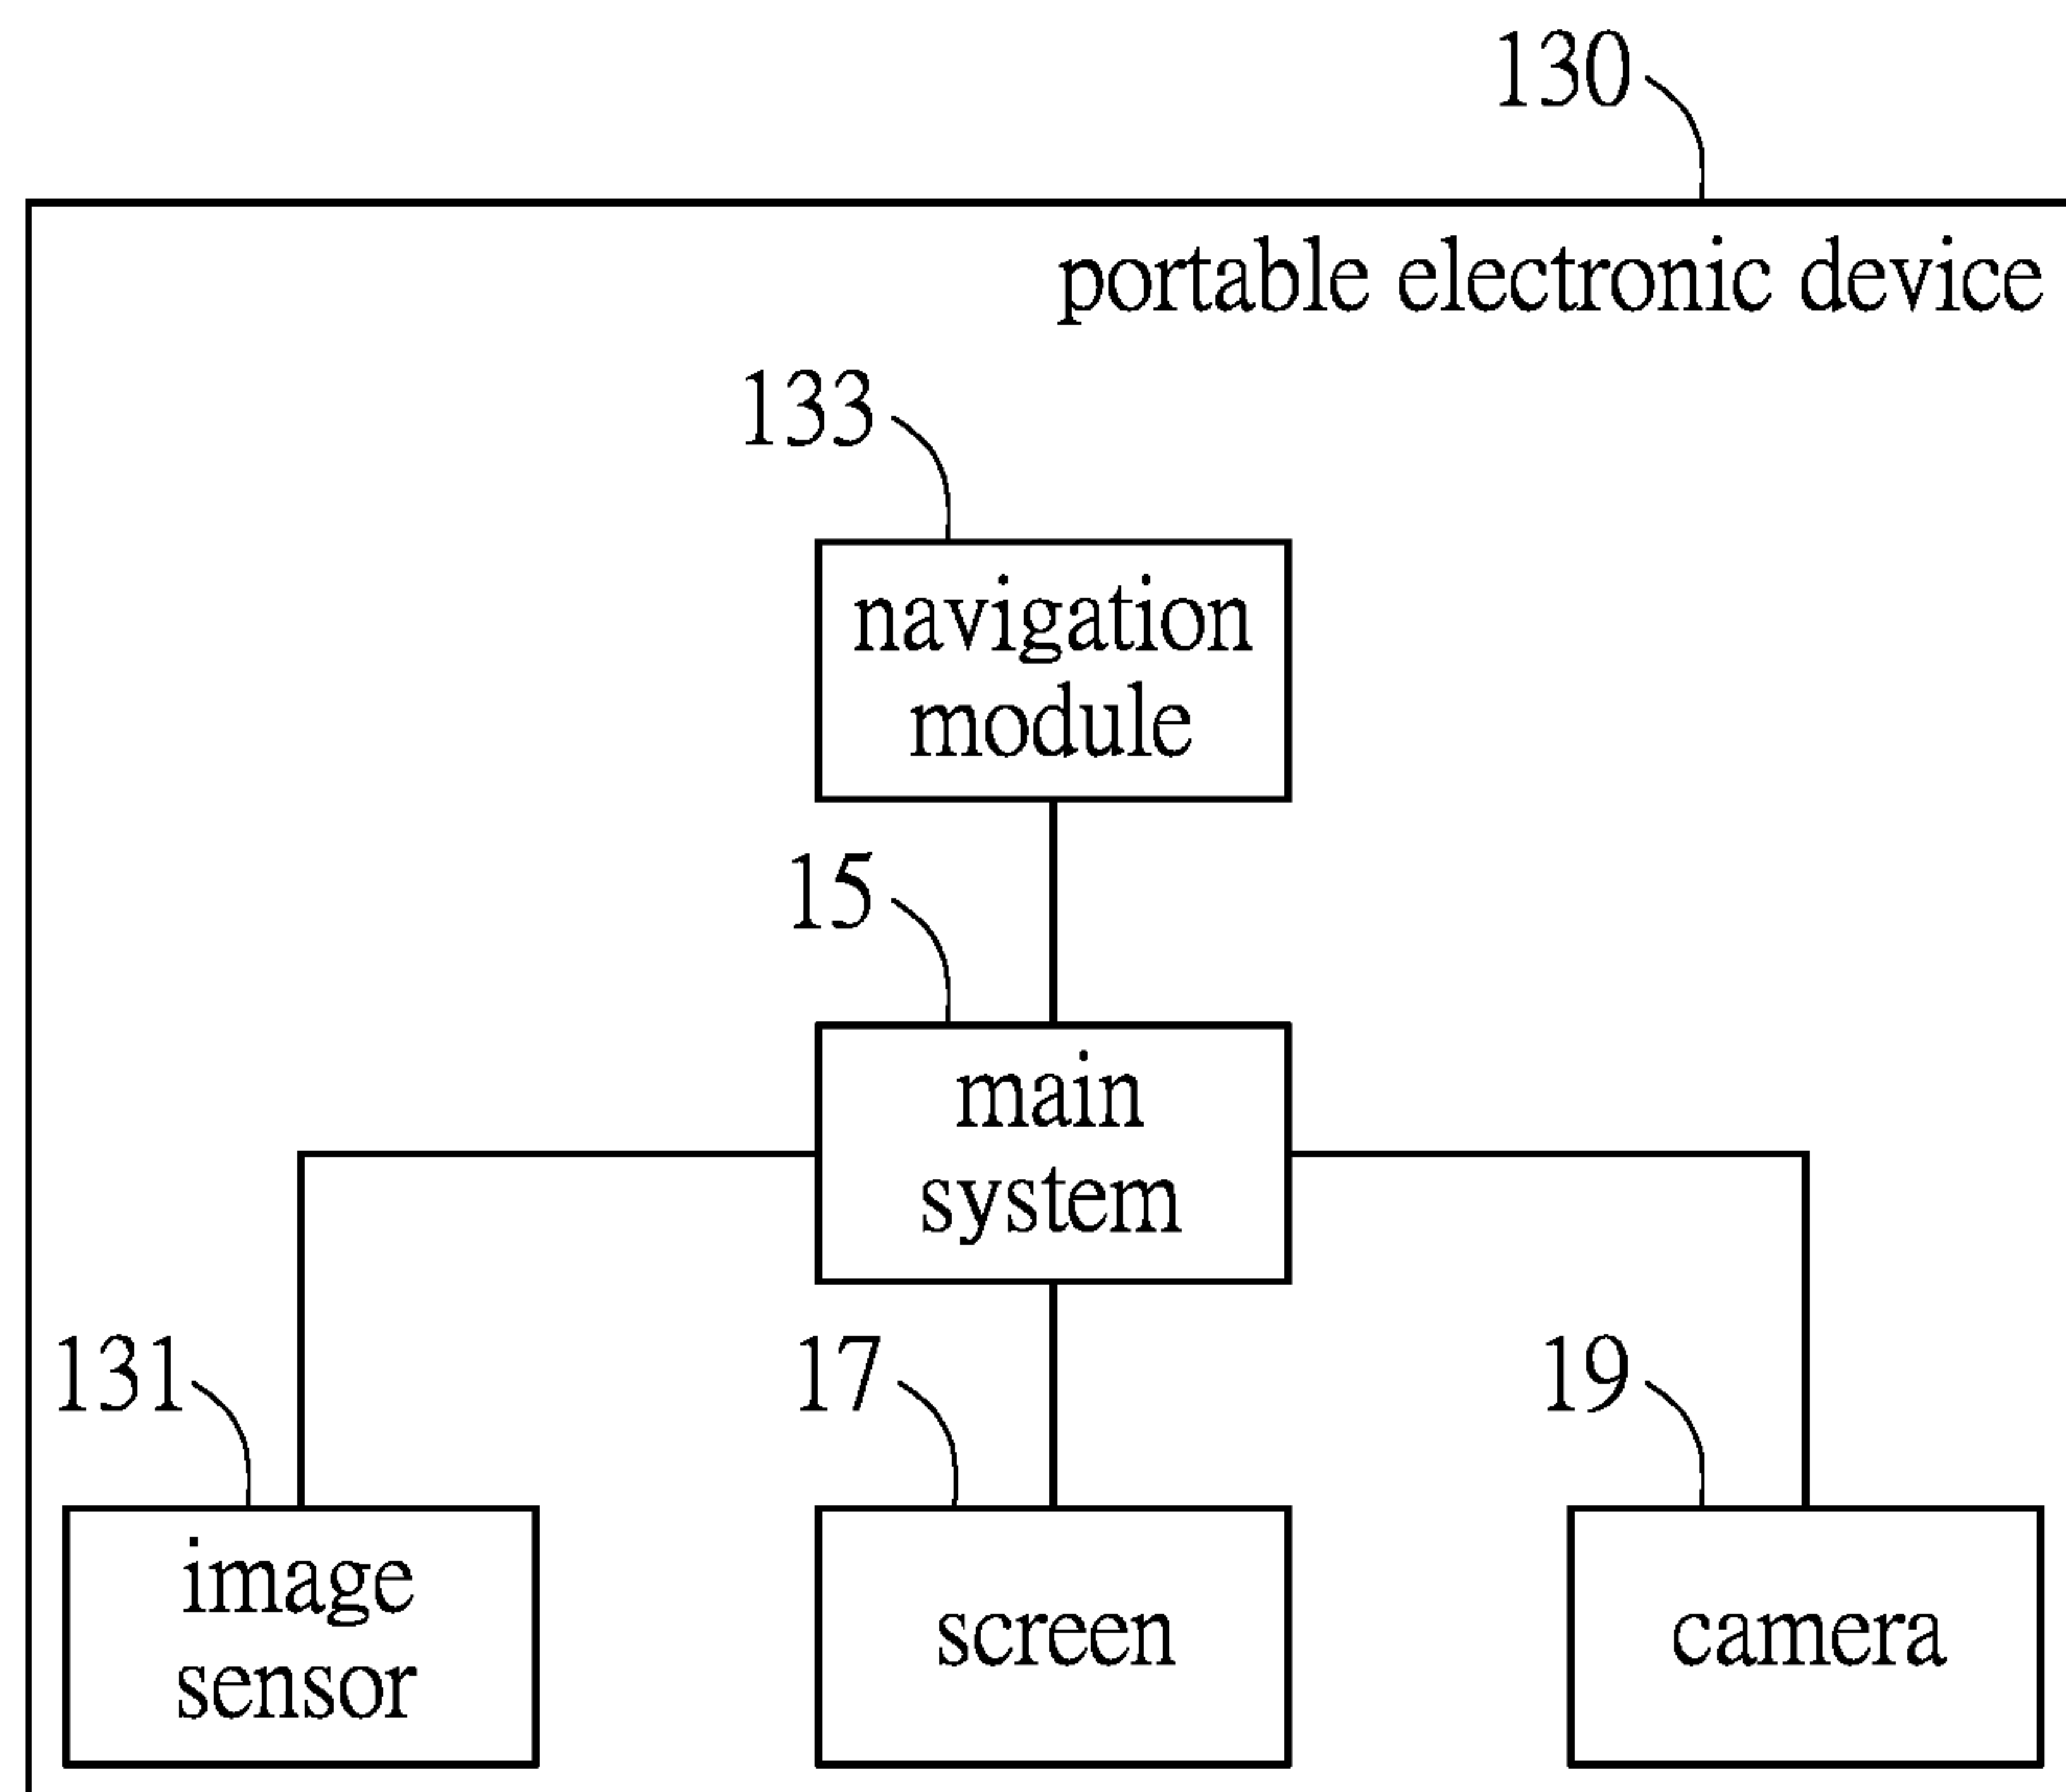 130
portable electronic device
133
navigation
module
15
main
system
131
17
19
image
sensor
screen
camera